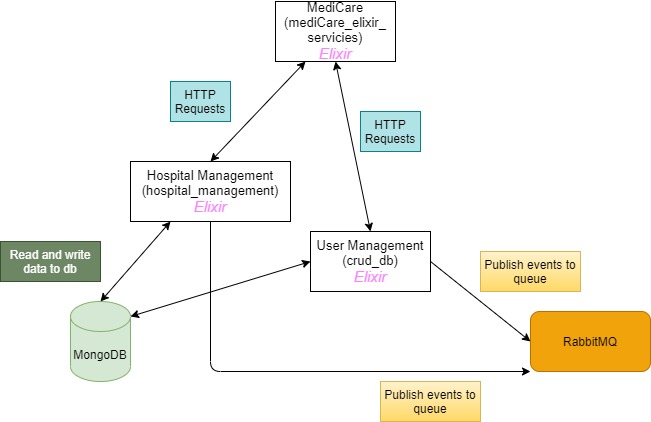 MediCare
(mediCare_elixir_
servicies)
Elixir
HTTP
Requests
HTTP
Requests
Hospital Management
(hospital_management)
Elixir
Read and write
data to db
User Management
(crud_db)
Elixir
Publish events to
queue
MongoDB
RabbitMQ
Publish events to
queue